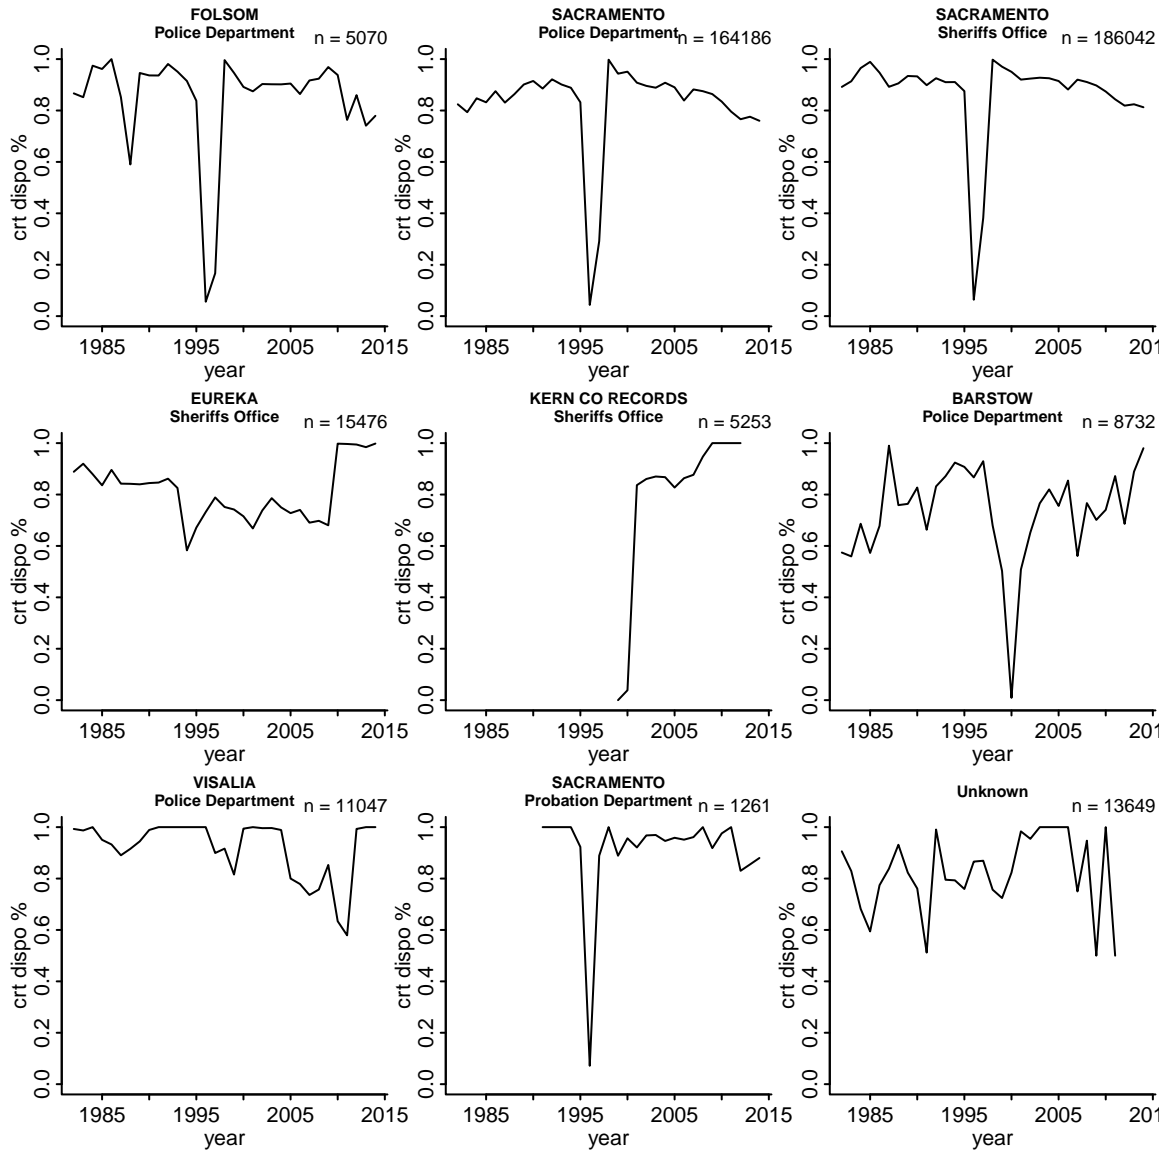 FOLSOM
Police Department
n = 5070
crt dispo %
0.0 0.2 0.4 0.6 0.8 1.0
1985 1995 2005 2015
year
SACRAMENTO
Police Department
n = 164186
crt dispo %
0.0 0.2 0.4 0.6 0.8 1.0
1985 1995 2005 2015
year
SACRAMENTO
Sheriffs Office
n = 186042
crt dispo %
0.0 0.2 0.4 0.6 0.8 1.0
1985 1995 2005 201
year
EUREKA
Sheriffs Office
n = 15476
crt dispo %
0.0 0.2 0.4 0.6 0.8 1.0
1985 1995 2005 2015
year
KERN CO RECORDS
Sheriffs Office
n = 5253
crt dispo %
0.0 0.2 0.4 0.6 0.8 1.0
1985 1995 2005 2015
year
BARSTOW
Police Department
n = 8732
crt dispo %
0.0 0.2 0.4 0.6 0.8 1.0
1985 1995 2005 201
year
VISALIA
Police Department
n = 11047
crt dispo %
0.0 0.2 0.4 0.6 0.8 1.0
1985 1995 2005 2015
year
SACRAMENTO
Probation Department
n = 1261
crt dispo %
0.0 0.2 0.4 0.6 0.8 1.0
1985 1995 2005 2015
year
Unknown
n = 13649
crt dispo %
0.0 0.2 0.4 0.6 0.8 1.0
1985 1995 2005 201
year